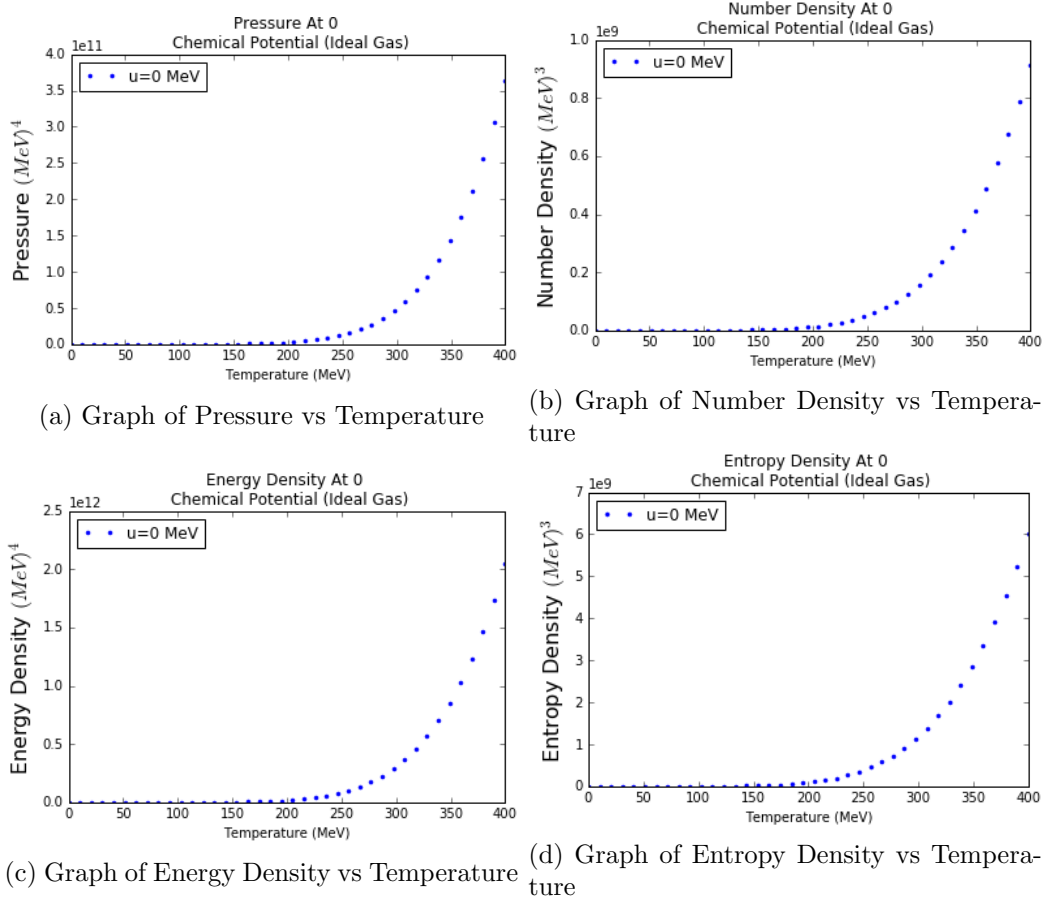 Pressure At 0
Chemical Potential (Ideal Gas)
1e11
4.0
3.5
3.0
2.5
2.0
1.5
1.0
0.5
0.0
u=0 MeV
Pressure (MeV)^4
0 50 100 150 200 250 300 350 400
Temperature (MeV)
(a) Graph of Pressure vs Temperature
Number Density At 0
Chemical Potential (Ideal Gas)
1e9
1.0
0.8
0.6
0.4
0.2
0.0
u=0 MeV
Number Density (MeV)^3
0 50 100 150 200 250 300 350 400
Temperature (MeV)
(b) Graph of Number Density vs Tempera-
ture
Energy Density At 0
Chemical Potential (Ideal Gas)
1e12
2.5
2.0
1.5
1.0
0.5
0.0
u=0 MeV
Energy Density (MeV)^4
0 50 100 150 200 250 300 350 400
Temperature (MeV)
(c) Graph of Energy Density vs Temperature
Entropy Density At 0
Chemical Potential (Ideal Gas)
1e9
7
6
5
4
3
2
1
0
u=0 MeV
Entropy Density (MeV)^3
0 50 100 150 200 250 300 350 400
Temperature (MeV)
(d) Graph of Entropy Density vs Tempera-
ture